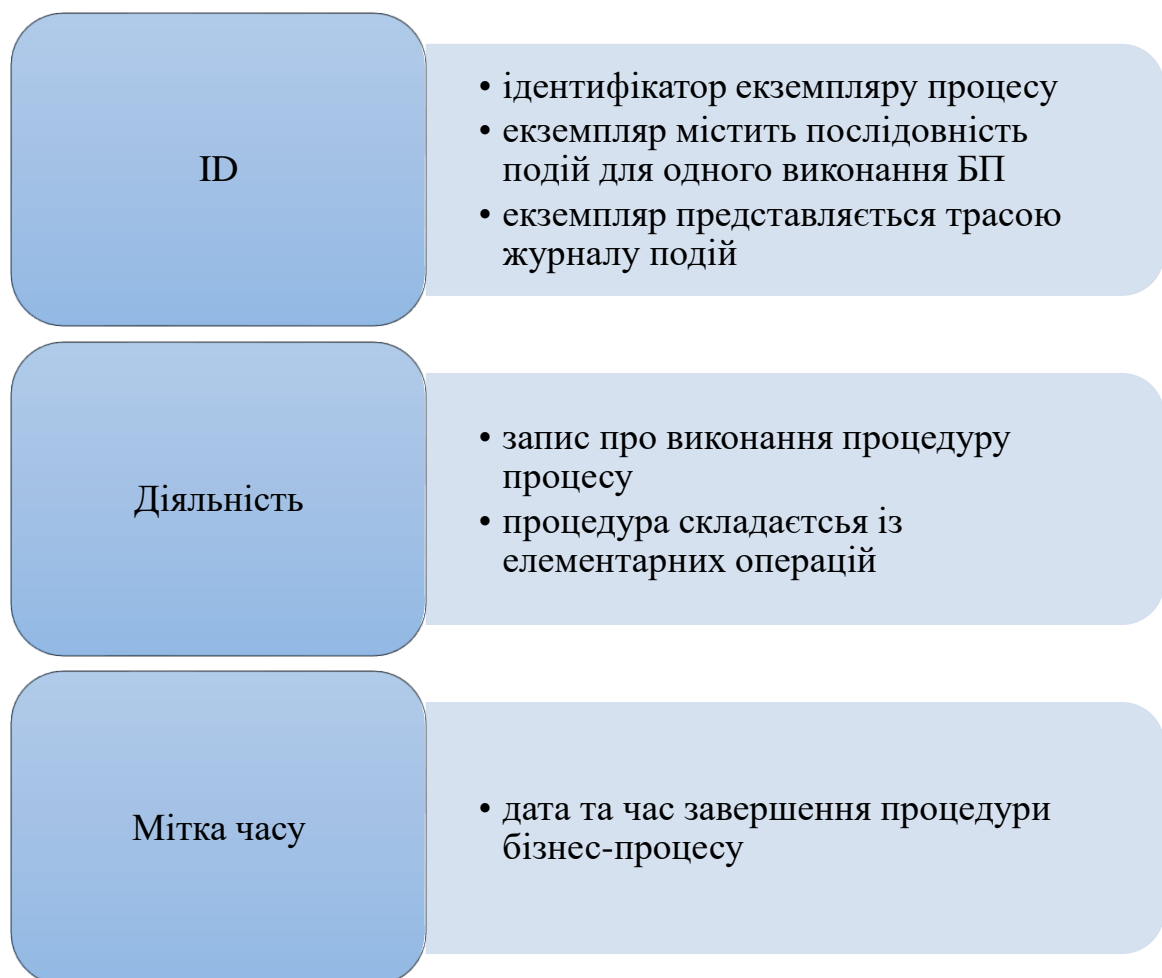 ID
• ідентифікатор екземпляру процесу
• екземпляр містить послідовність
подій для одного виконання БП
• екземпляр представляється трасою
журналу подій
Діяльність
• запис про виконання процедуру
процесу
• процедура складаєтсья із
елементарних операцій
Мітка часу
• дата та час завершення процедури
бізнес-процесу